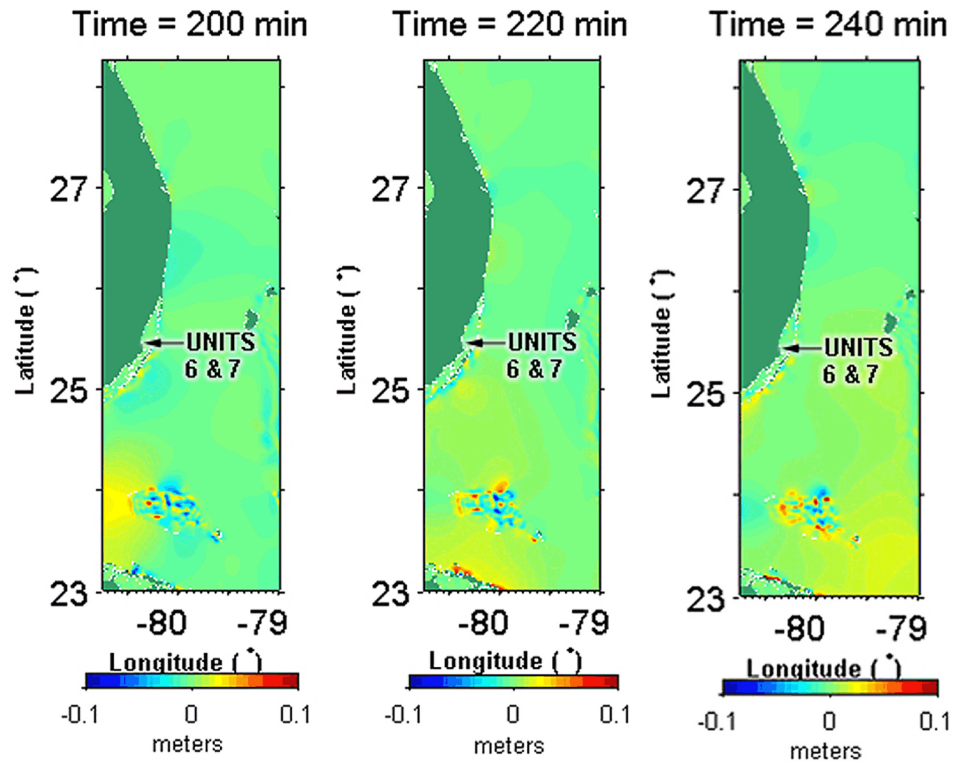 Time = 200 min
27
25
23
Latitude ( ° )
UNITS
6 & 7
-80 -79
Longitude ( ° )
-0.1 0 0.1
meters
Time = 220 min
27
25
23
Latitude ( ° )
UNITS
6 & 7
-80 -79
Longitude ( ° )
-0.1 0 0.1
meters
Time = 240 min
27
25
23
Latitude ( ° )
UNITS
6 & 7
-80 -79
Longitude ( ° )
-0.1 0 0.1
meters